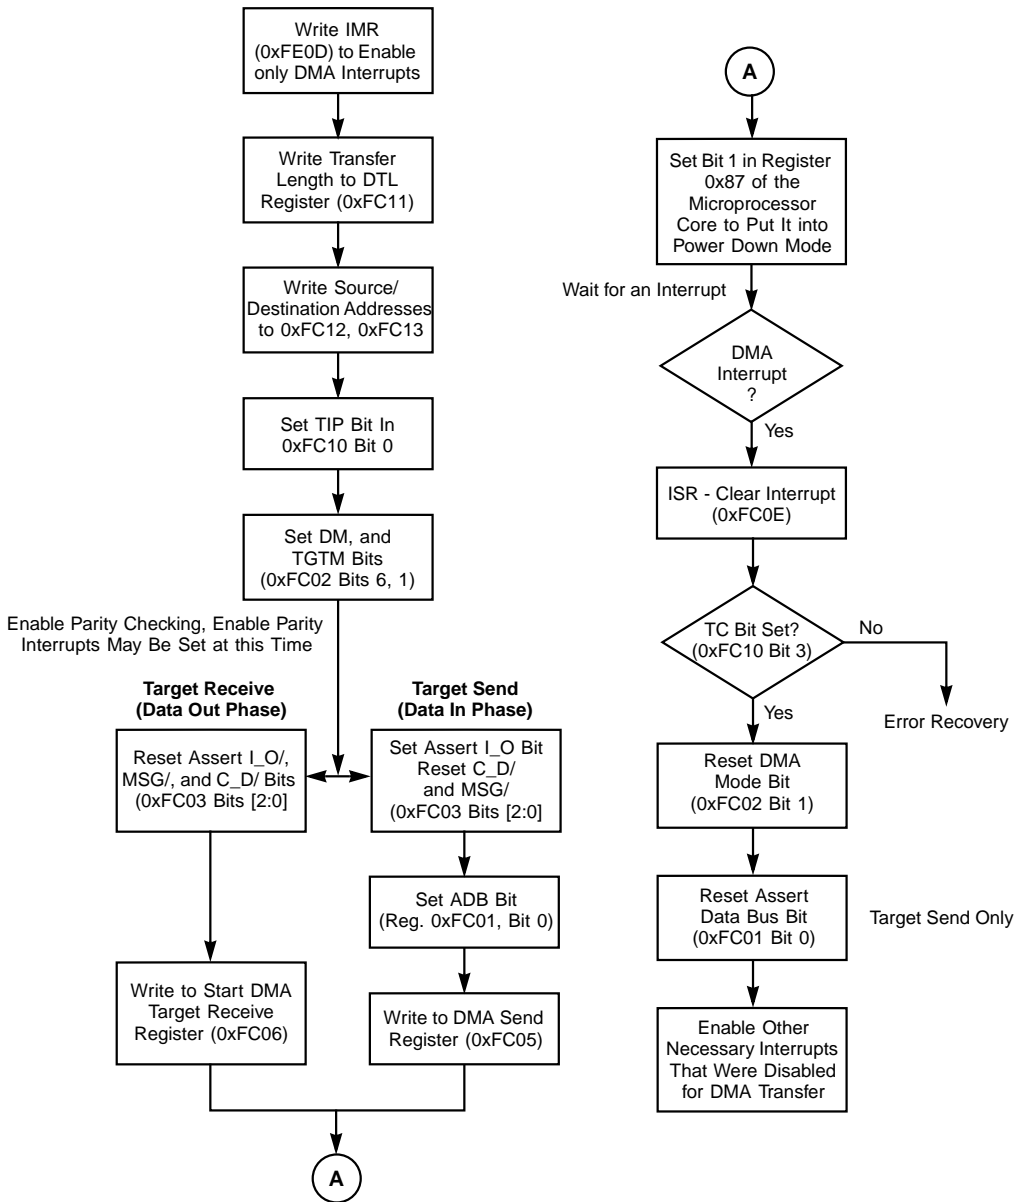 Write IMR
(0xFE0D) to Enable
only DMA Interrupts
Write Transfer
Length to DTL
Register (0xFC11)
Write Source/
Destination Addresses
to 0xFC12, 0xFC13
Set TIP Bit In
0xFC10 Bit 0
Set DM, and
TGTM Bits
(0xFC02 Bits 6, 1)
Enable Parity Checking, Enable Parity
Interrupts May Be Set at this Time
Target Receive
(Data Out Phase)
Reset Assert I_O/,
MSG/, and C_D/ Bits
(0xFC03 Bits [2:0]
Write to Start DMA
Target Receive
Register (0xFC06)
Target Send
(Data In Phase)
Set Assert I_O Bit
Reset C_D/
and MSG/
(0xFC03 Bits [2:0]
Set ADB Bit
(Reg. 0xFC01, Bit 0)
Write to DMA Send
Register (0xFC05)
A
A
Set Bit 1 in Register
0x87 of the
Microprocessor
Core to Put It into
Power Down Mode
Wait for an Interrupt
DMA
Interrupt
?
Yes
ISR - Clear Interrupt
(0xFC0E)
TC Bit Set?
(0xFC10 Bit 3)
No
Error Recovery
Yes
Reset DMA
Mode Bit
(0xFC02 Bit 1)
Reset Assert
Data Bus Bit
(0xFC01 Bit 0)
Target Send Only
Enable Other
Necessary Interrupts
That Were Disabled
for DMA Transfer